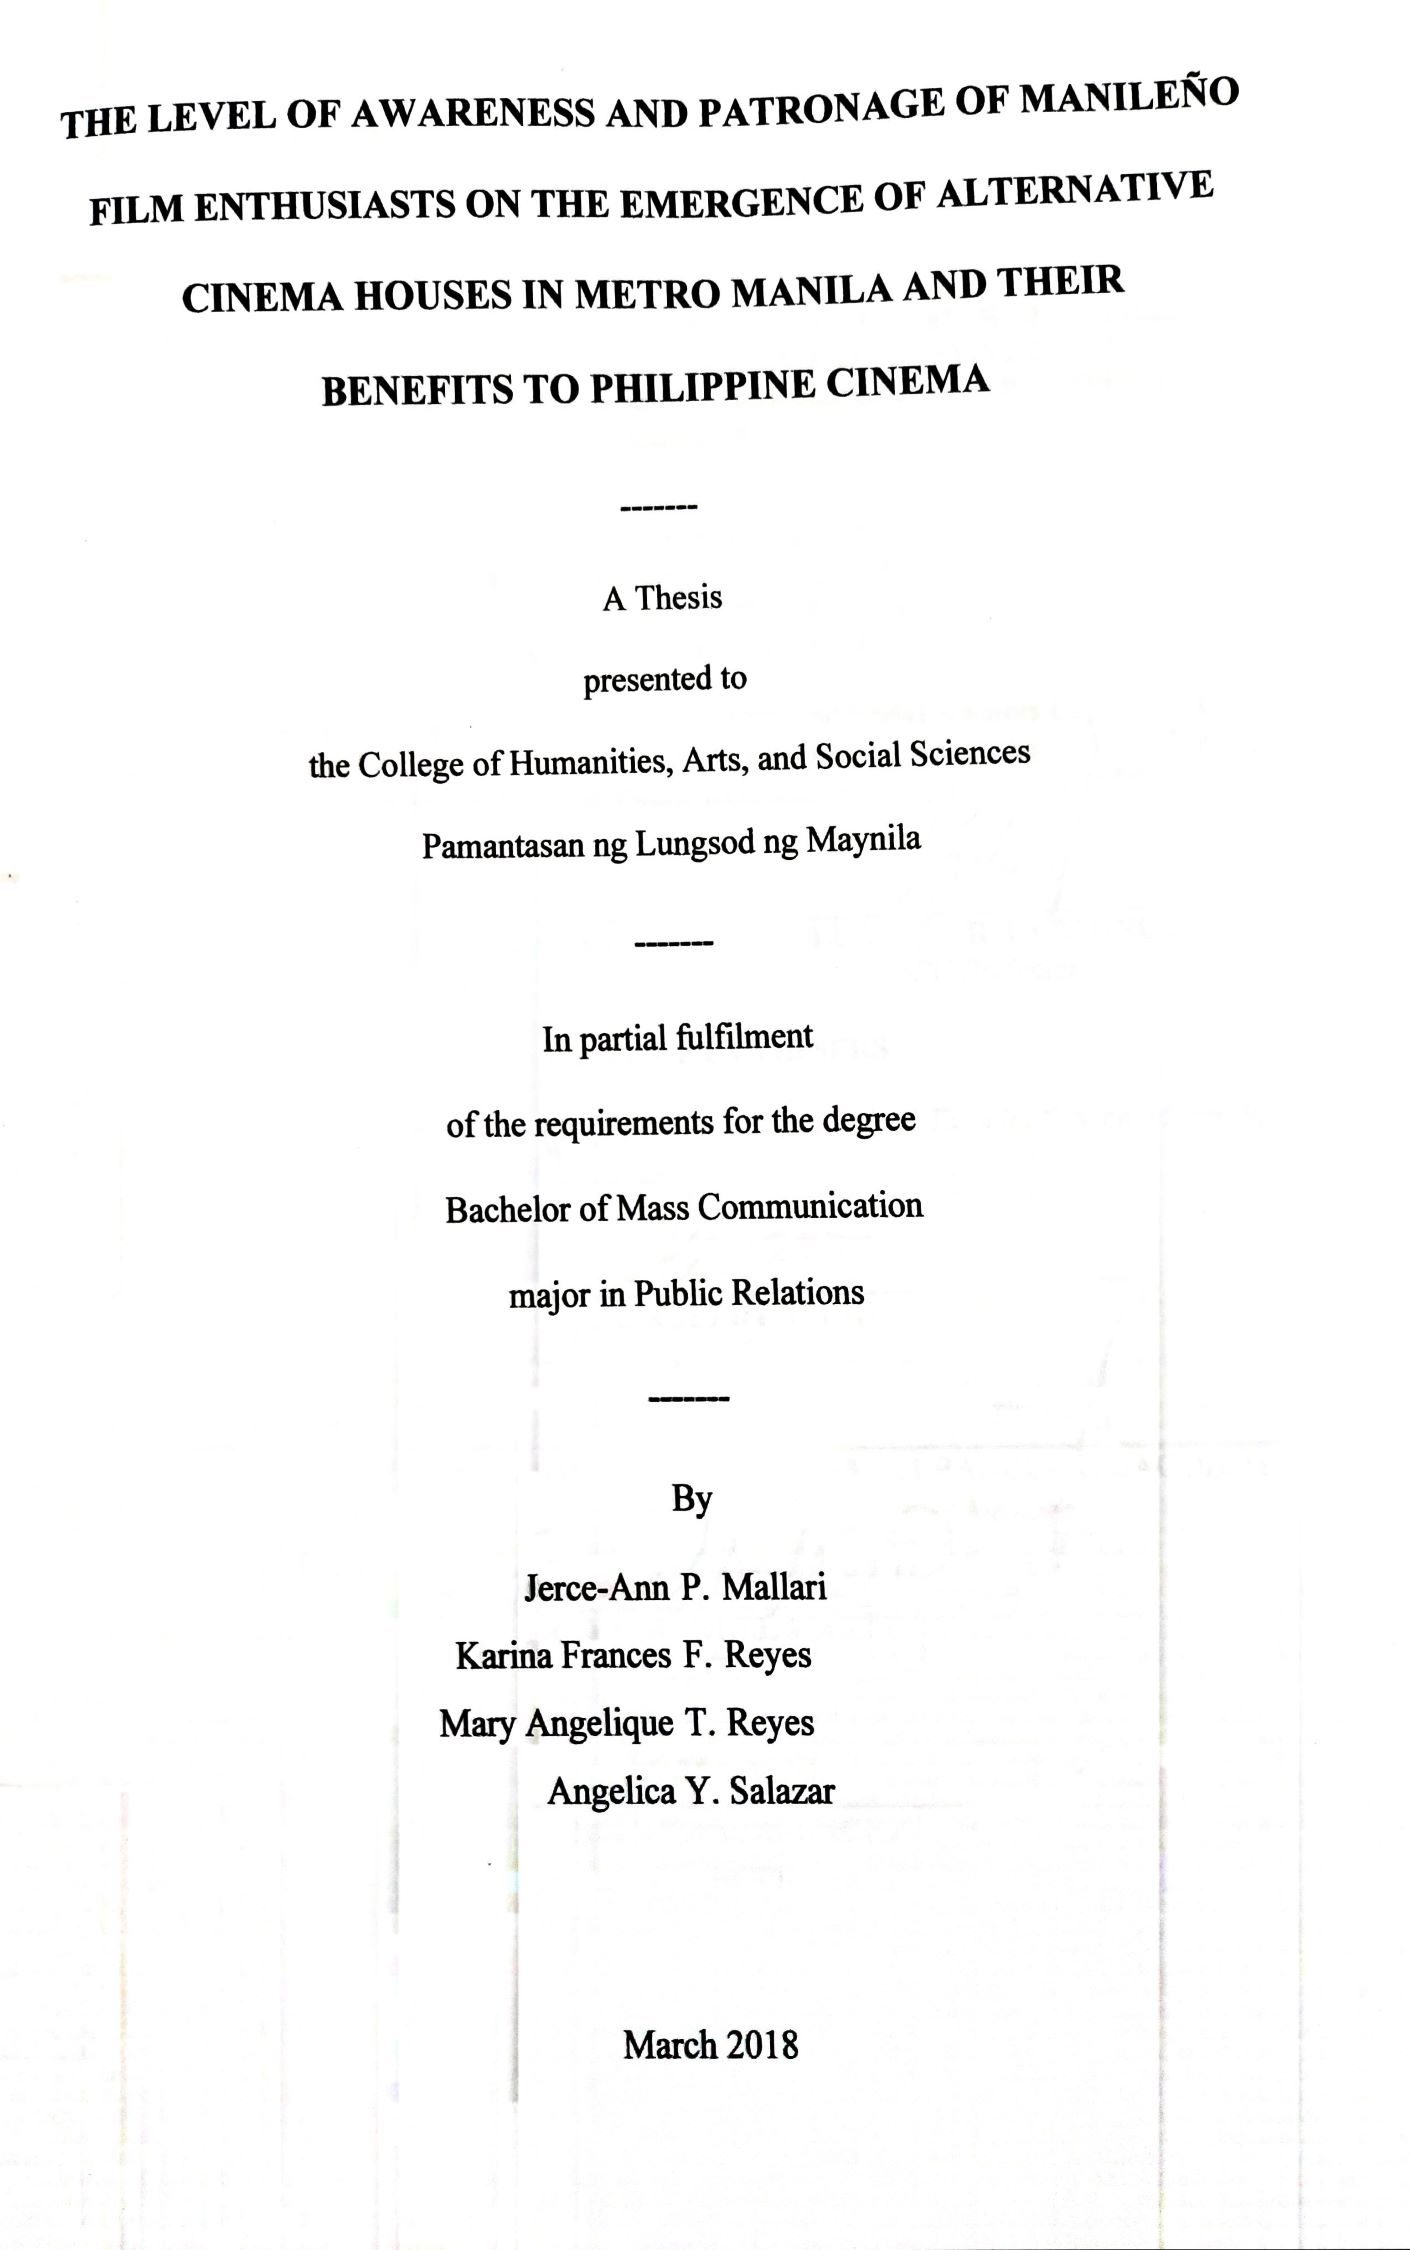 THE LEVEL OF AWARENESS AND PATRONAGE OF MANILEÑO
FILM ENTHUSIASTS ON THE EMERGENCE OF ALTERNATIVE
CINEMA HOUSES IN METRO MANILA AND THEIR
BENEFITS TO PHILIPPINE CINEMA
-------
A Thesis
presented to
the College of Humanities, Arts, and Social Sciences
Pamantasan ng Lungsod ng Maynila
-------
In partial fulfilment
of the requirements for the degree
Bachelor of Mass Communication
major in Public Relations
-------
By
Jerce-Ann P. Mallari
Karina Frances F. Reyes
Mary Angelique T. Reyes
Angelica Y. Salazar
March 2018